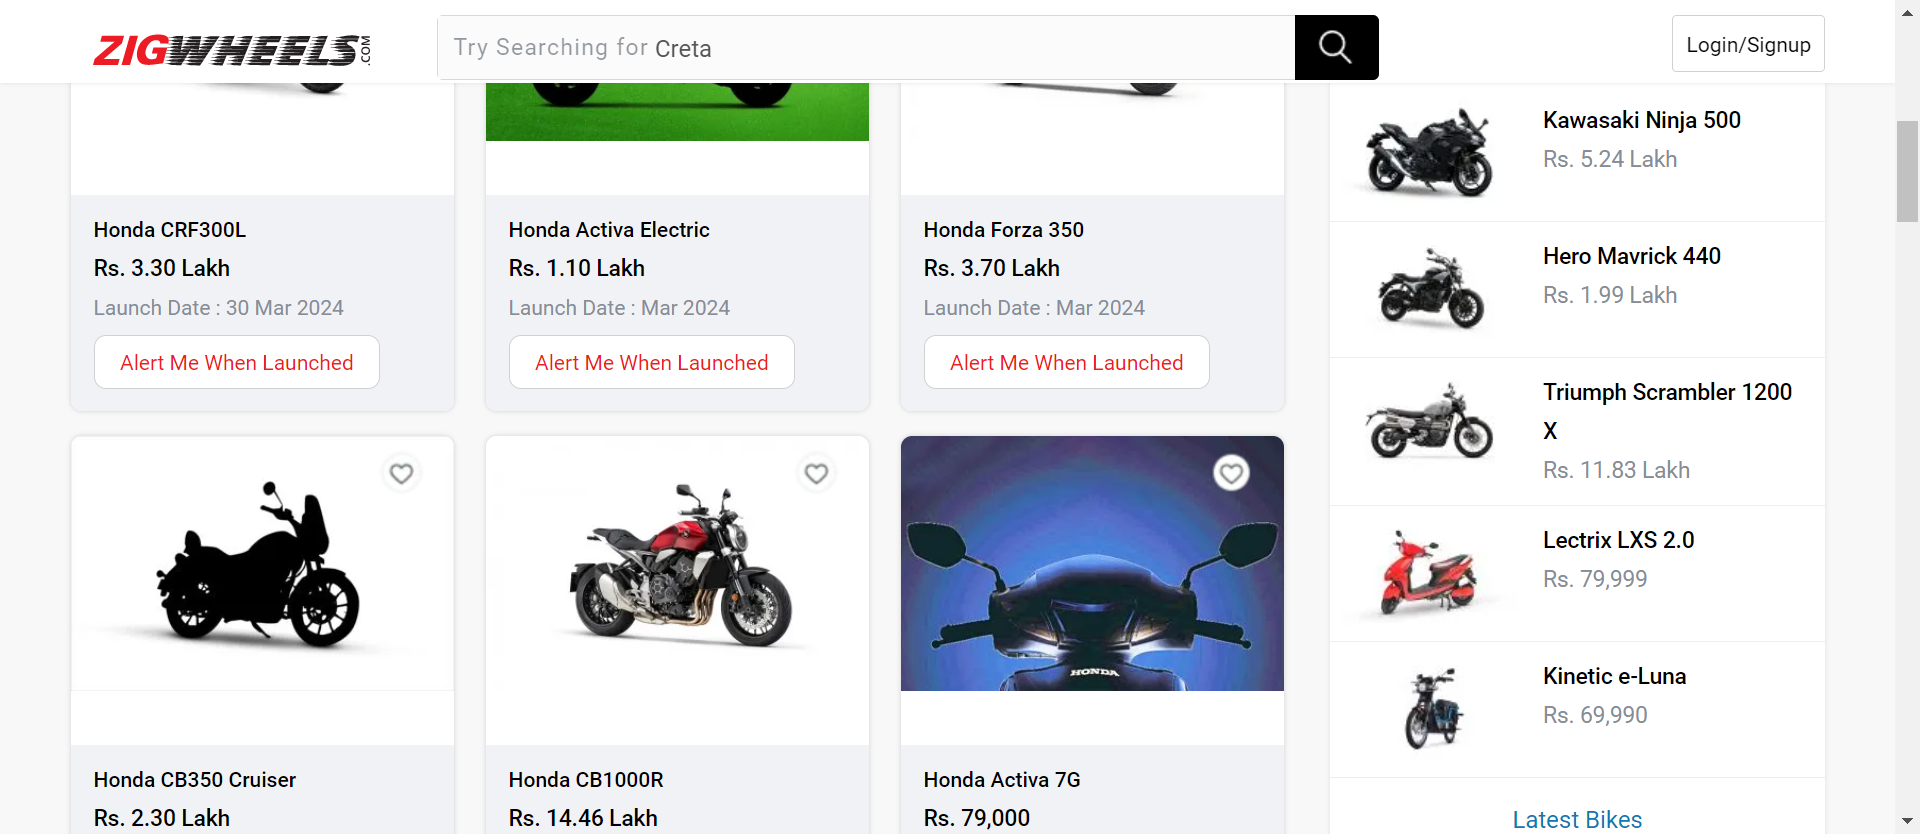 ZIGWHEELS.COM
Try Searching for Creta
Login/Signup
Honda CRF300L
Rs. 3.30 Lakh
Launch Date : 30 Mar 2024
Alert Me When Launched
Honda Activa Electric
Rs. 1.10 Lakh
Launch Date : Mar 2024
Alert Me When Launched
Honda Forza 350
Rs. 3.70 Lakh
Launch Date : Mar 2024
Alert Me When Launched
Honda CB350 Cruiser
Rs. 2.30 Lakh
Honda CB1000R
Rs. 14.46 Lakh
HONDA
Honda Activa 7G
Rs. 79,000
Kawasaki Ninja 500
Rs. 5.24 Lakh
Hero Mavrick 440
Rs. 1.99 Lakh
Triumph Scrambler 1200
X
Rs. 11.83 Lakh
Lectrix LXS 2.0
Rs. 79,999
Kinetic e-Luna
Rs. 69,990
Latest Bikes